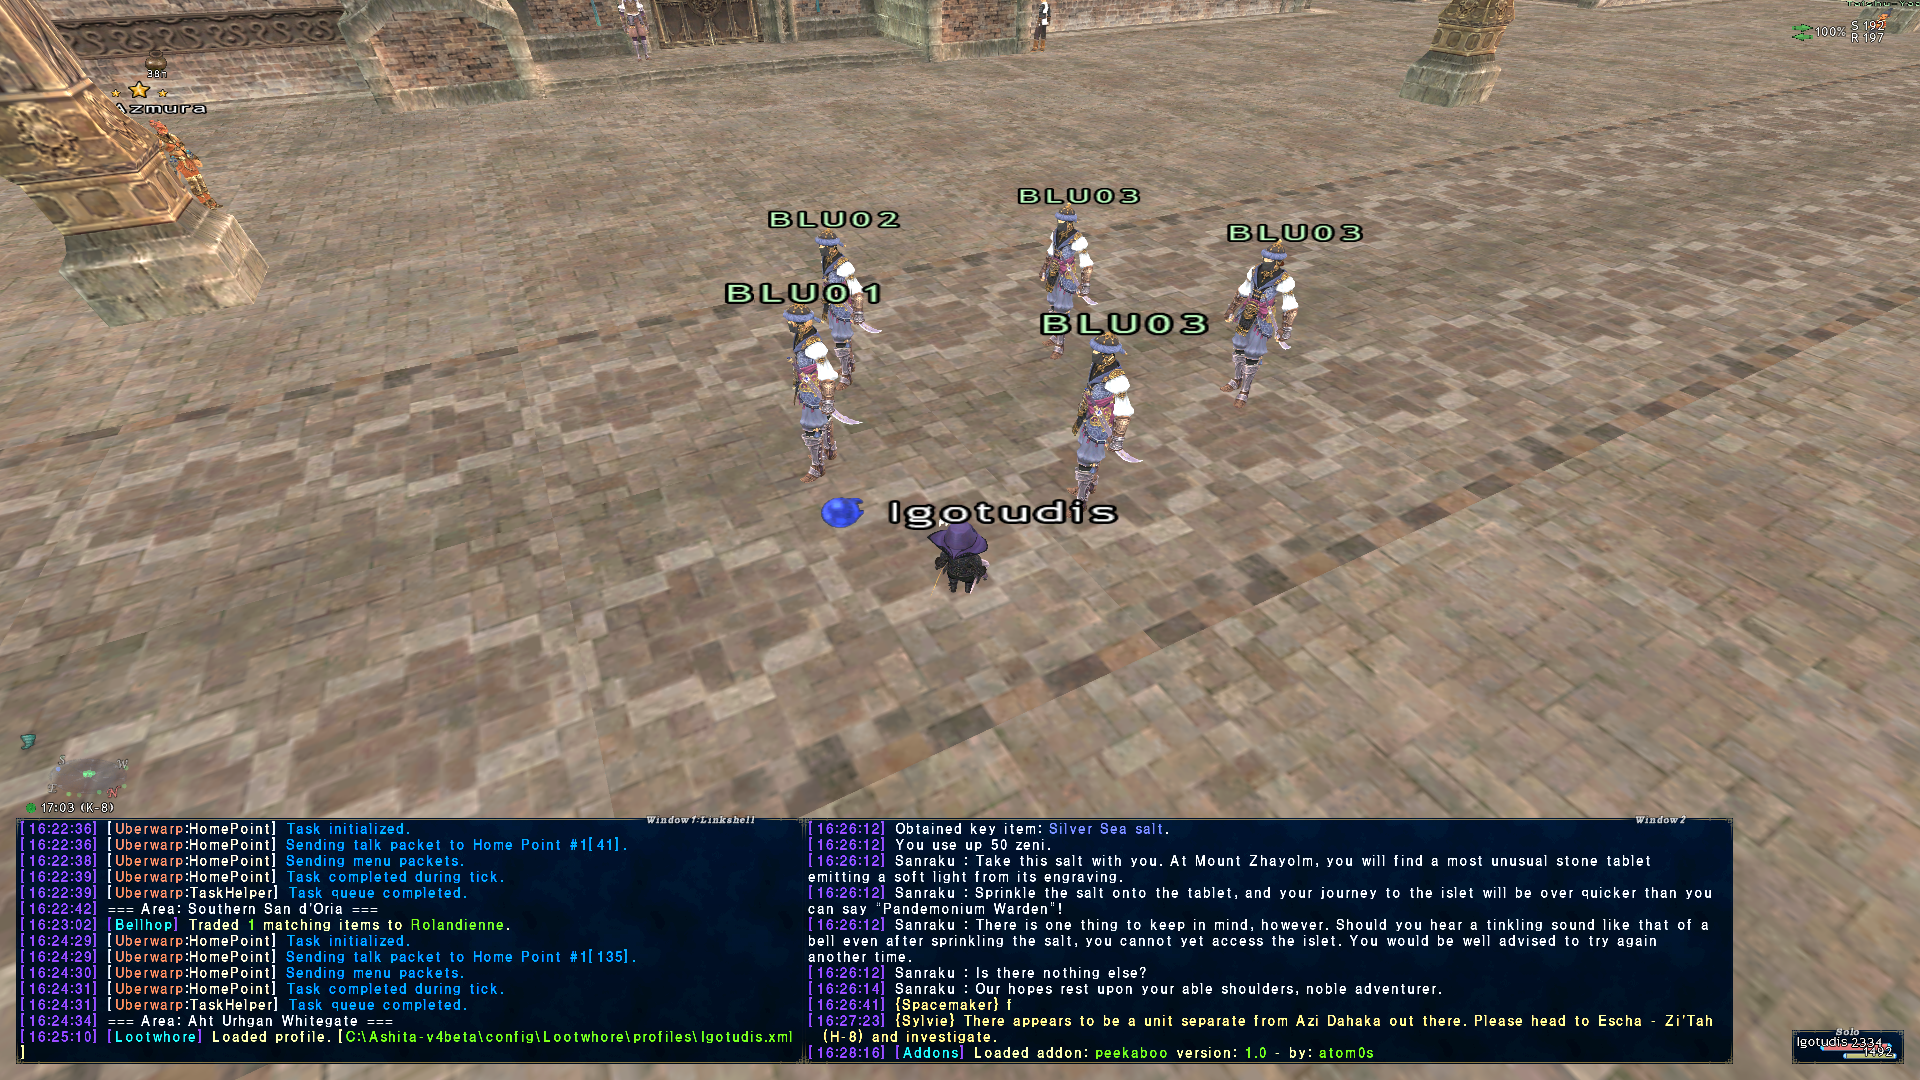 100%
S 192
R 197
38m
Azmura
BLU03
BLU02
BLU03
BLU01
BLU03
Igotudis
S
W
E
N
17:03 (K-8)
Window1:Linkshell
[16:22:36] [Uberwarp:HomePoint] Task initialized.
[16:22:36] [Uberwarp:HomePoint] Sending talk packet to Home Point #1[41].
[16:22:38] [Uberwarp:HomePoint] Sending menu packets.
[16:22:39] [Uberwarp:HomePoint] Task completed during tick.
[16:22:39] [Uberwarp:TaskHelper] Task queue completed.
[16:22:42] === Area: Southern San d'Oria ===
[16:23:02] [Bellhop] Traded 1 matching items to Rolandienne.
[16:24:29] [Uberwarp:HomePoint] Task initialized.
[16:24:29] [Uberwarp:HomePoint] Sending talk packet to Home Point #1[135].
[16:24:30] [Uberwarp:HomePoint] Sending menu packets.
[16:24:31] [Uberwarp:HomePoint] Task completed during tick.
[16:24:31] [Uberwarp:TaskHelper] Task queue completed.
[16:24:34] === Area: Aht Urhgan Whitegate ===
[16:25:10] [Lootwhore] Loaded profile. [C:\Ashita-v4beta\config\Lootwhore\profiles\Igotudis.xml
]
Window2
[16:26:12] Obtained key item: Silver Sea salt.
[16:26:12] You use up 50 zeni.
[16:26:12] Sanraku : Take this salt with you. At Mount Zhayolm, you will find a most unusual stone tablet
emitting a soft light from its engraving.
[16:26:12] Sanraku : Sprinkle the salt onto the tablet, and your journey to the islet will be over quicker than you
can say "Pandemonium Warden"!
[16:26:12] Sanraku : There is one thing to keep in mind, however. Should you hear a tinkling sound like that of a
bell even after sprinkling the salt, you cannot yet access the islet. You would be well advised to try again
another time.
[16:26:12] Sanraku : Is there nothing else?
[16:26:14] Sanraku : Our hopes rest upon your able shoulders, noble adventurer.
[16:26:41] {Spacemaker} f
[16:27:23] {Sylvie} There appears to be a unit separate from Azi Dahaka out there. Please head to Escha - Zi'Tah
(H-8) and investigate.
[16:28:16] [Addons] Loaded addon: peekaboo version: 1.0 - by: atom0s
Solo
Igotudis 2334
1492